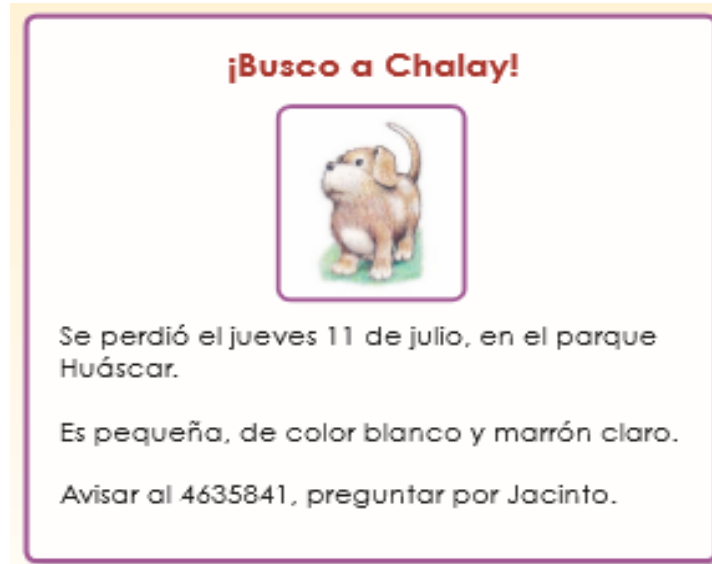 ¡Busco a Chalay!
Se perdió el jueves 11 de julio, en el parque
Huáscar.
Es pequeña, de color blanco y marrón claro.
Avisar al 4635841, preguntar por Jacinto.